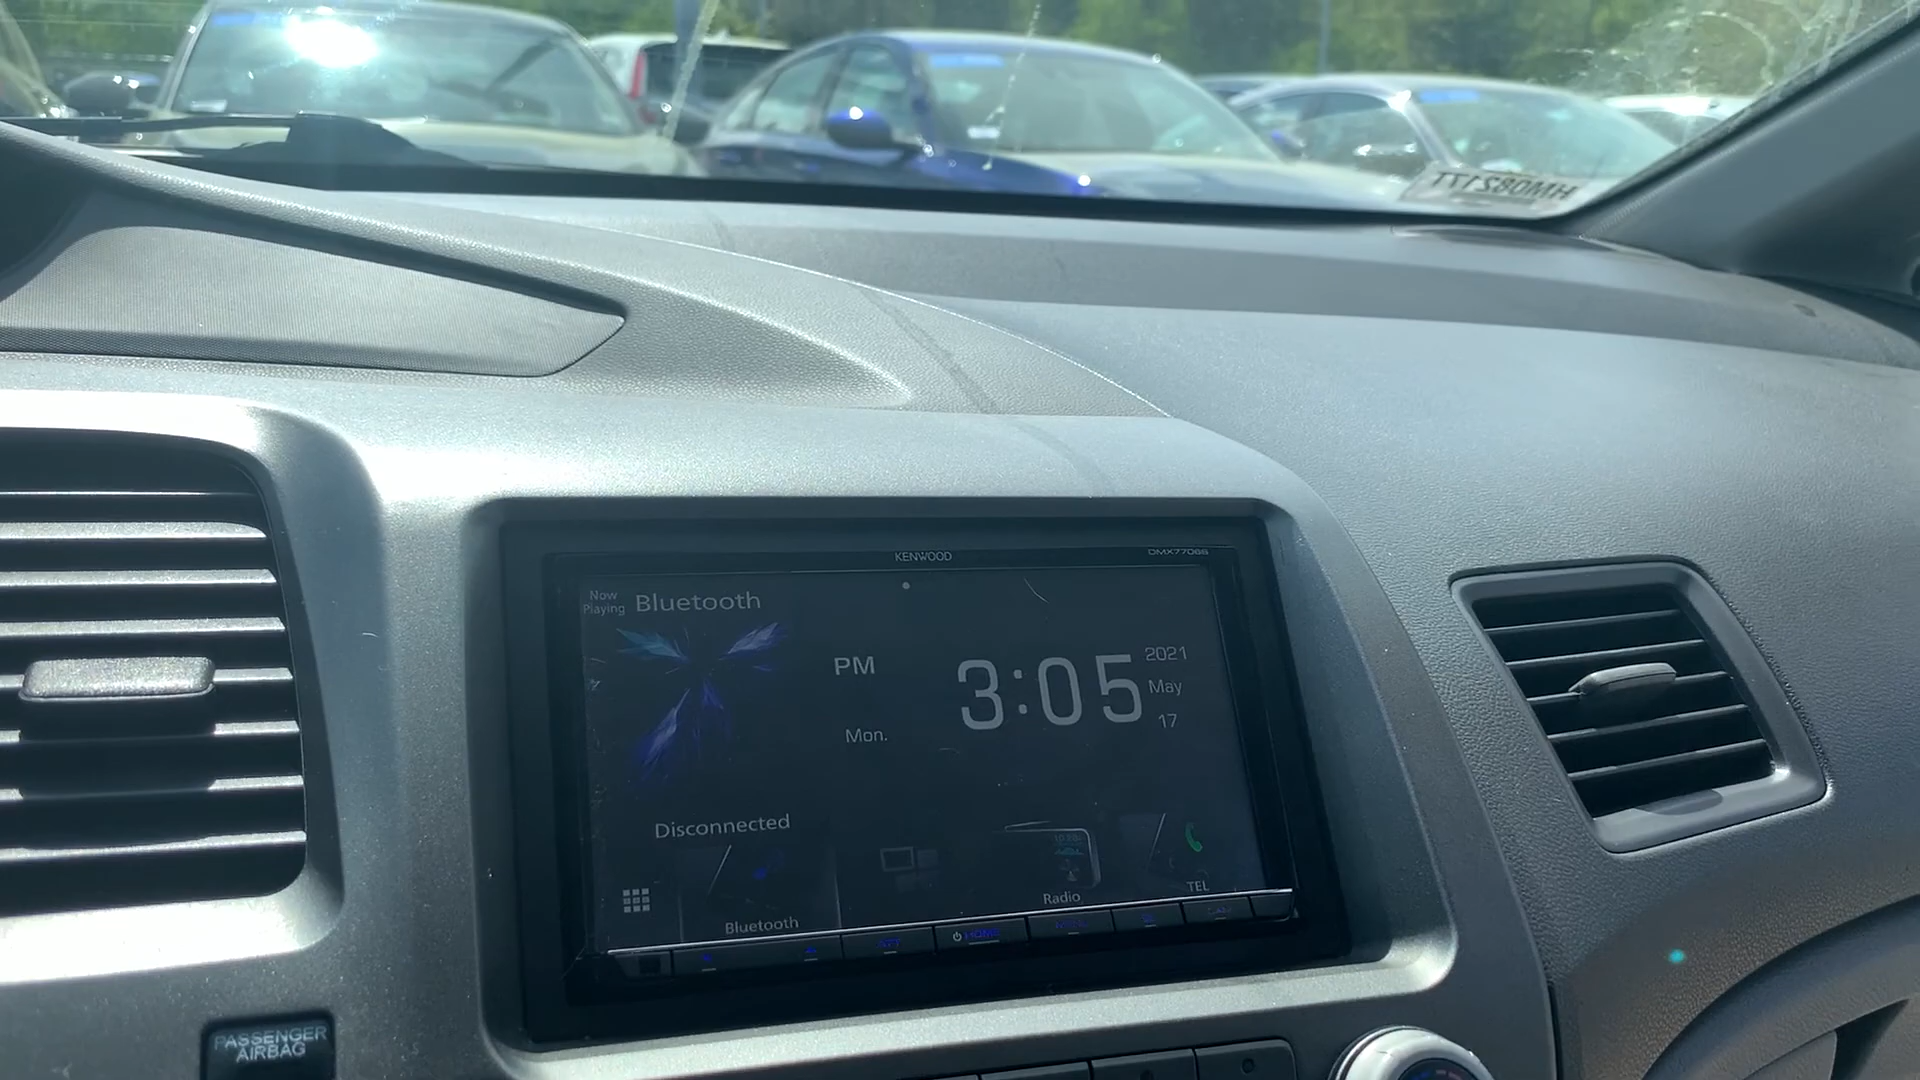 KENWOOD
DMX7706S
Now
Playing
Bluetooth
PM
3:05
2021
May
17
Mon.
Disconnected
Bluetooth
Radio
TEL
HOME
PASSENGER
AIRBAG